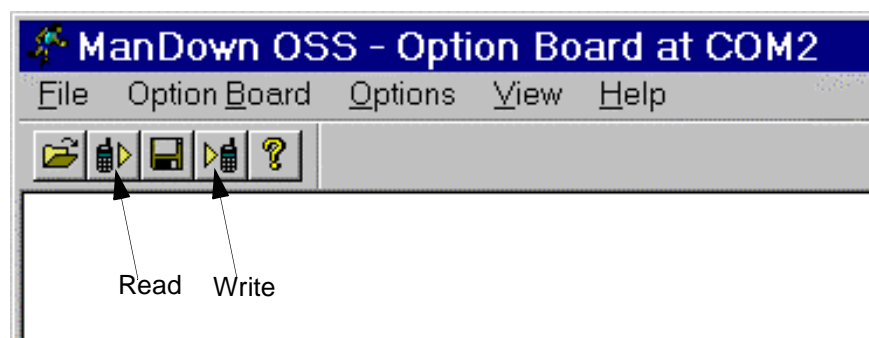 ManDown OSS - Option Board at COM2
File Option Board Options View Help
?
Read Write